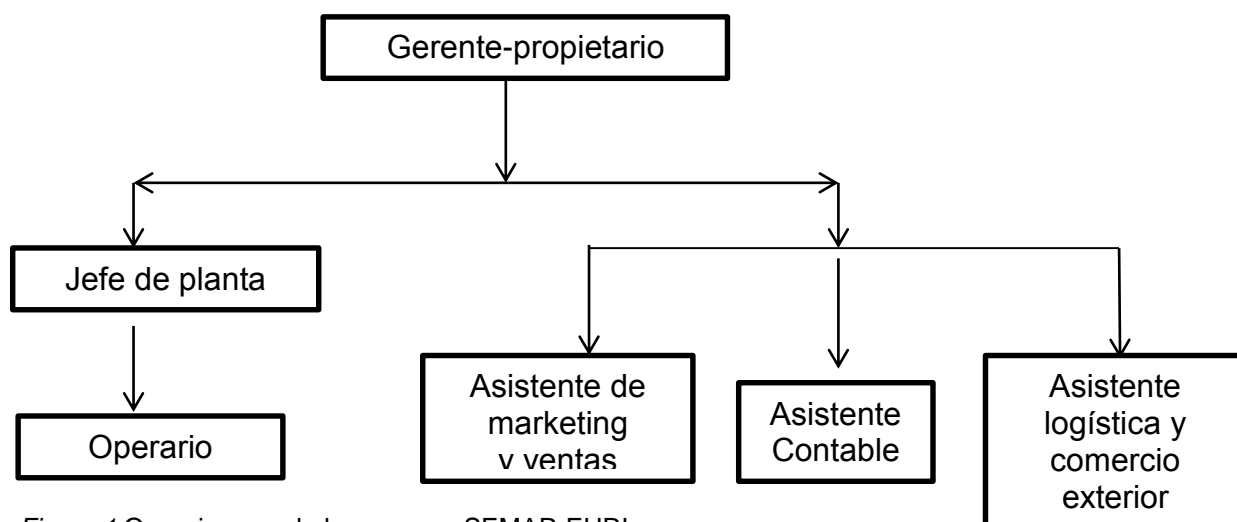 Gerente-propietario
Jefe de planta
Operario
Asistente de
marketing
y ventas
Asistente
Contable
Asistente
logística y
comercio
exterior